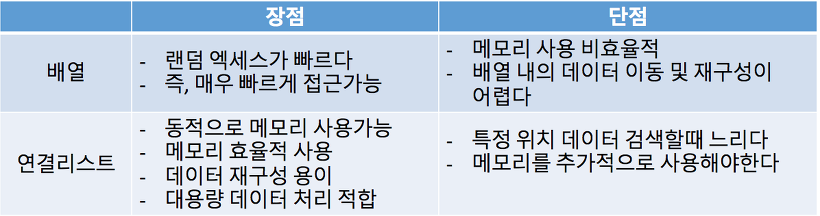 장점
단점
배열
- 랜덤 엑세스가 빠르다
- 즉, 매우 빠르게 접근가능
- 메모리 사용 비효율적
- 배열 내의 데이터 이동 및 재구성이
어렵다
연결리스트
- 동적으로 메모리 사용가능
- 메모리 효율적 사용
- 데이터 재구성 용이
- 대용량 데이터 처리 적합
- 특정 위치 데이터 검색할때 느리다
- 메모리를 추가적으로 사용해야한다